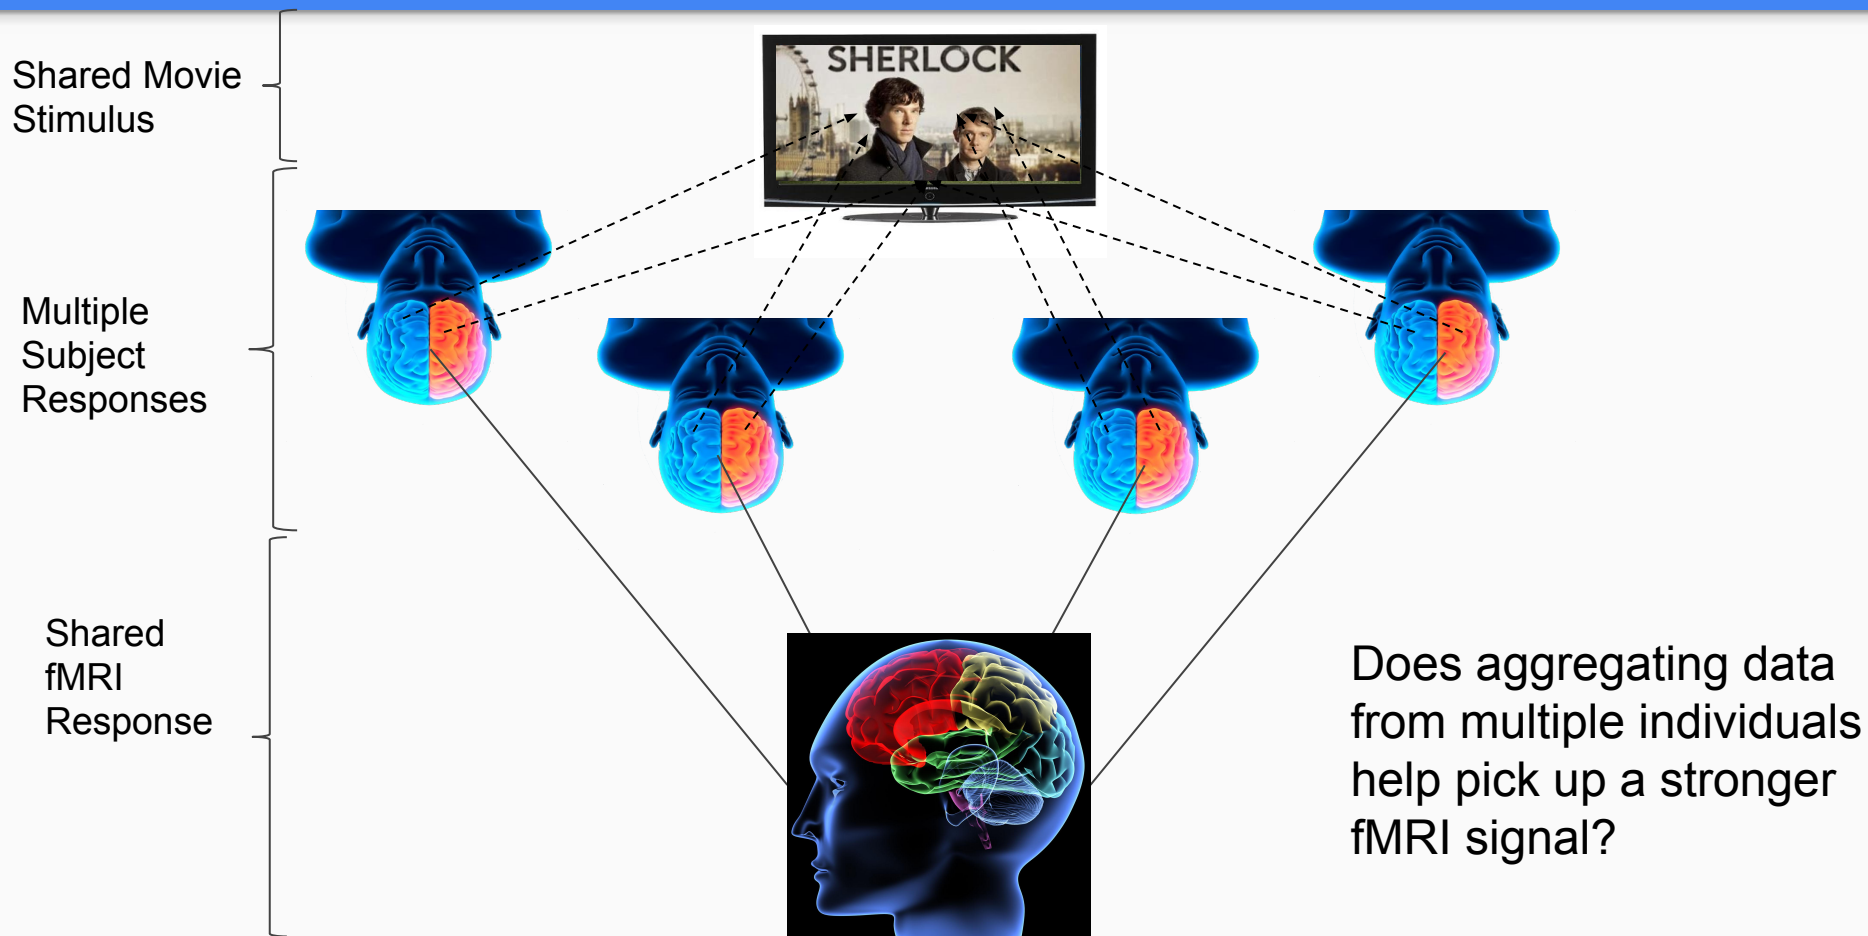 Shared Movie
Stimulus
SHERLOCK
Multiple
Subject
Responses
Shared
fMRI
Response
Does aggregating data
from multiple individuals
help pick up a stronger
fMRI signal?